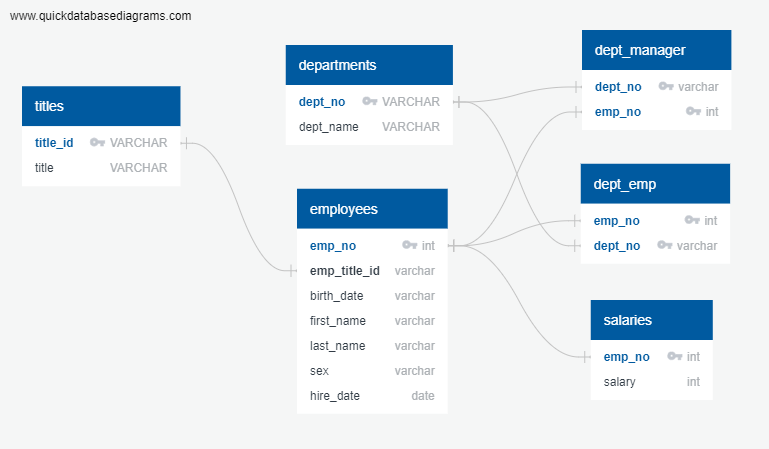 www.quickdatabasediagrams.com
titles
title_id VARCHAR
title VARCHAR
departments
dept_no VARCHAR
dept_name VARCHAR
employees
emp_no int
emp_title_id varchar
birth_date varchar
first_name varchar
last_name varchar
sex varchar
hire_date date
dept_manager
dept_no varchar
emp_no int
dept_emp
emp_no int
dept_no varchar
salaries
emp_no int
salary int